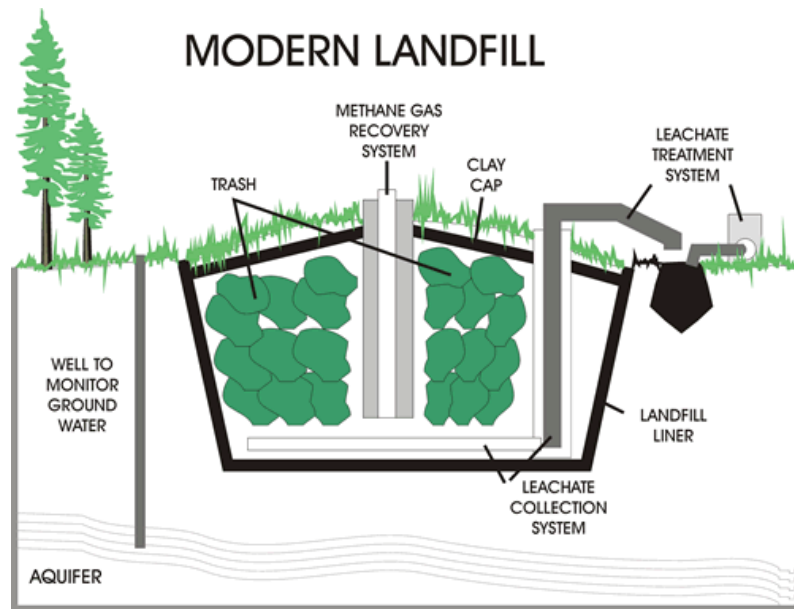 MODERN LANDFILL
METHANE GAS
RECOVERY
SYSTEM
LEACHATE
TREATMENT
SYSTEM
CLAY
CAP
TRASH
WELL TO
MONITOR
GROUND
WATER
LANDFILL
LINER
LEACHATE
COLLECTION
SYSTEM
AQUIFER